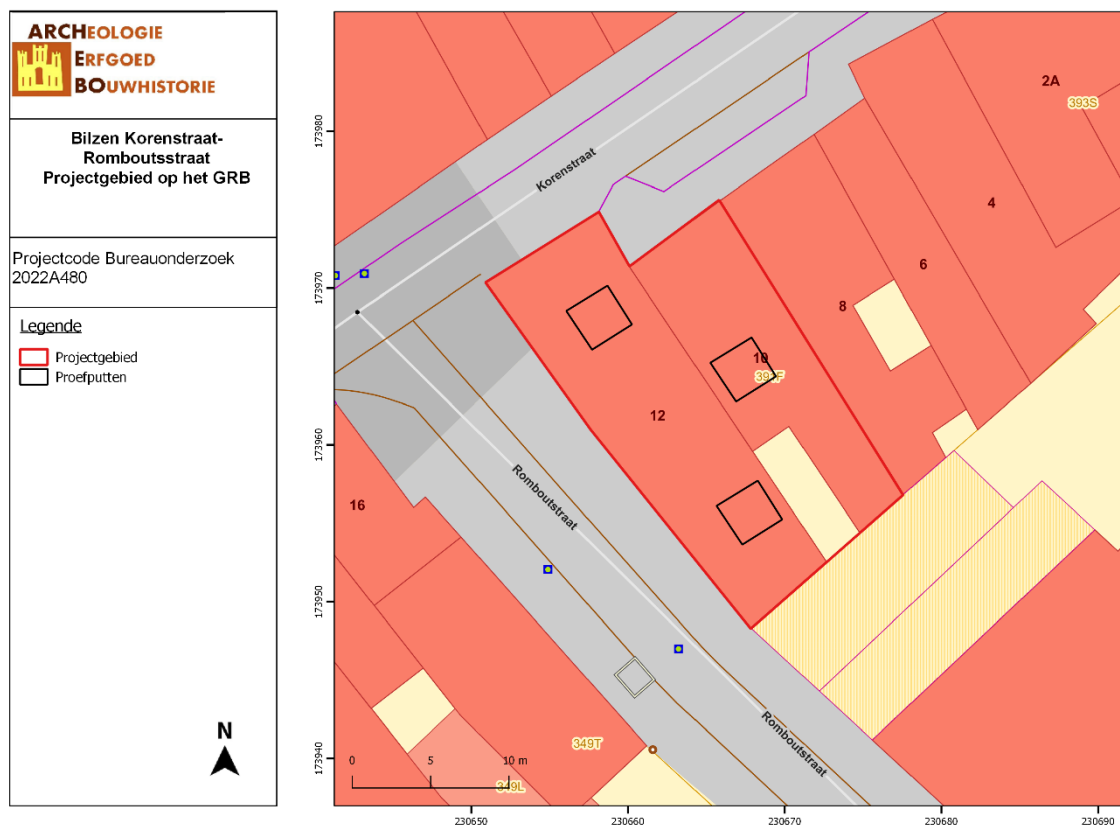 ARCHEOLOGIE
ERFGOED
BOUWHISTORIE
Bilzen Korenstraat-
Romboutsstraat
Projectgebied op het GRB
Projectcode Bureauonderzoek
2022A480
Legende
Projectgebied
Proefputten
N
173980
173970
173960
173950
173940
230650
230660
230670
230680
230690
Korenstraat
Romboutstraat
Romboutstraat
2A
393S
4
6
8
10
12
16
349T
349L
0
5
10 m